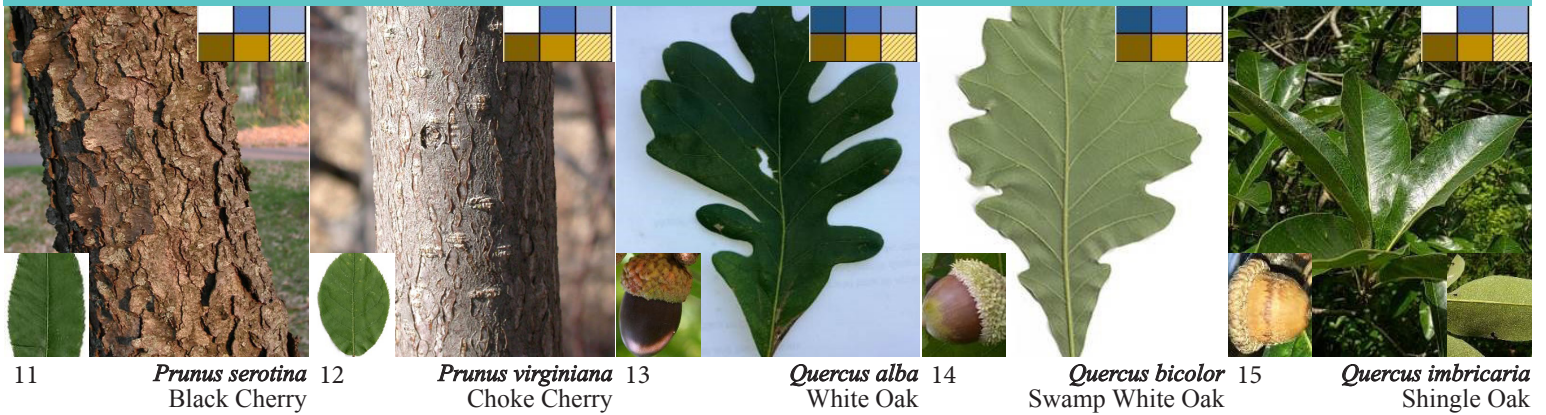 11 Prunus serotina
Black Cherry
12 Prunus virginiana
Choke Cherry
13 Quercus alba
White Oak
14 Quercus bicolor
Swamp White Oak
15 Quercus imbricaria
Shingle Oak